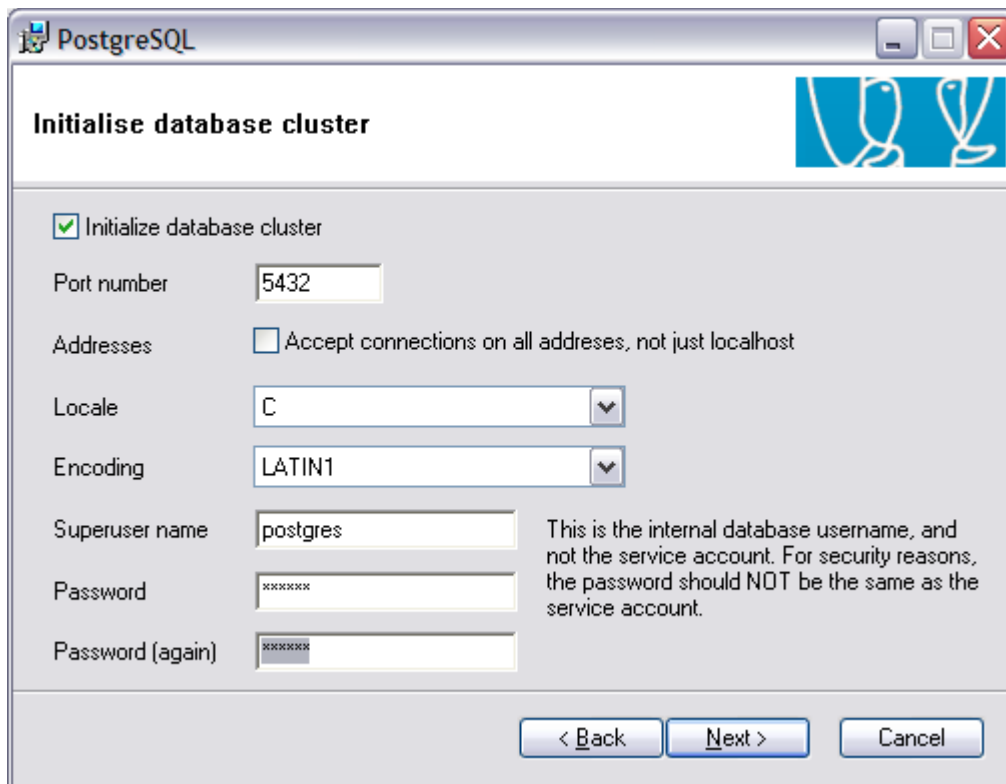 PostgreSQL
Initialise database cluster
Initialize database cluster
Port number 5432
Addresses Accept connections on all addreses, not just localhost
Locale C
Encoding LATIN1
Superuser name postgres
This is the internal database username, and
not the service account. For security reasons,
the password should NOT be the same as the
service account.
Password ******
Password (again) ******
< Back Next > Cancel